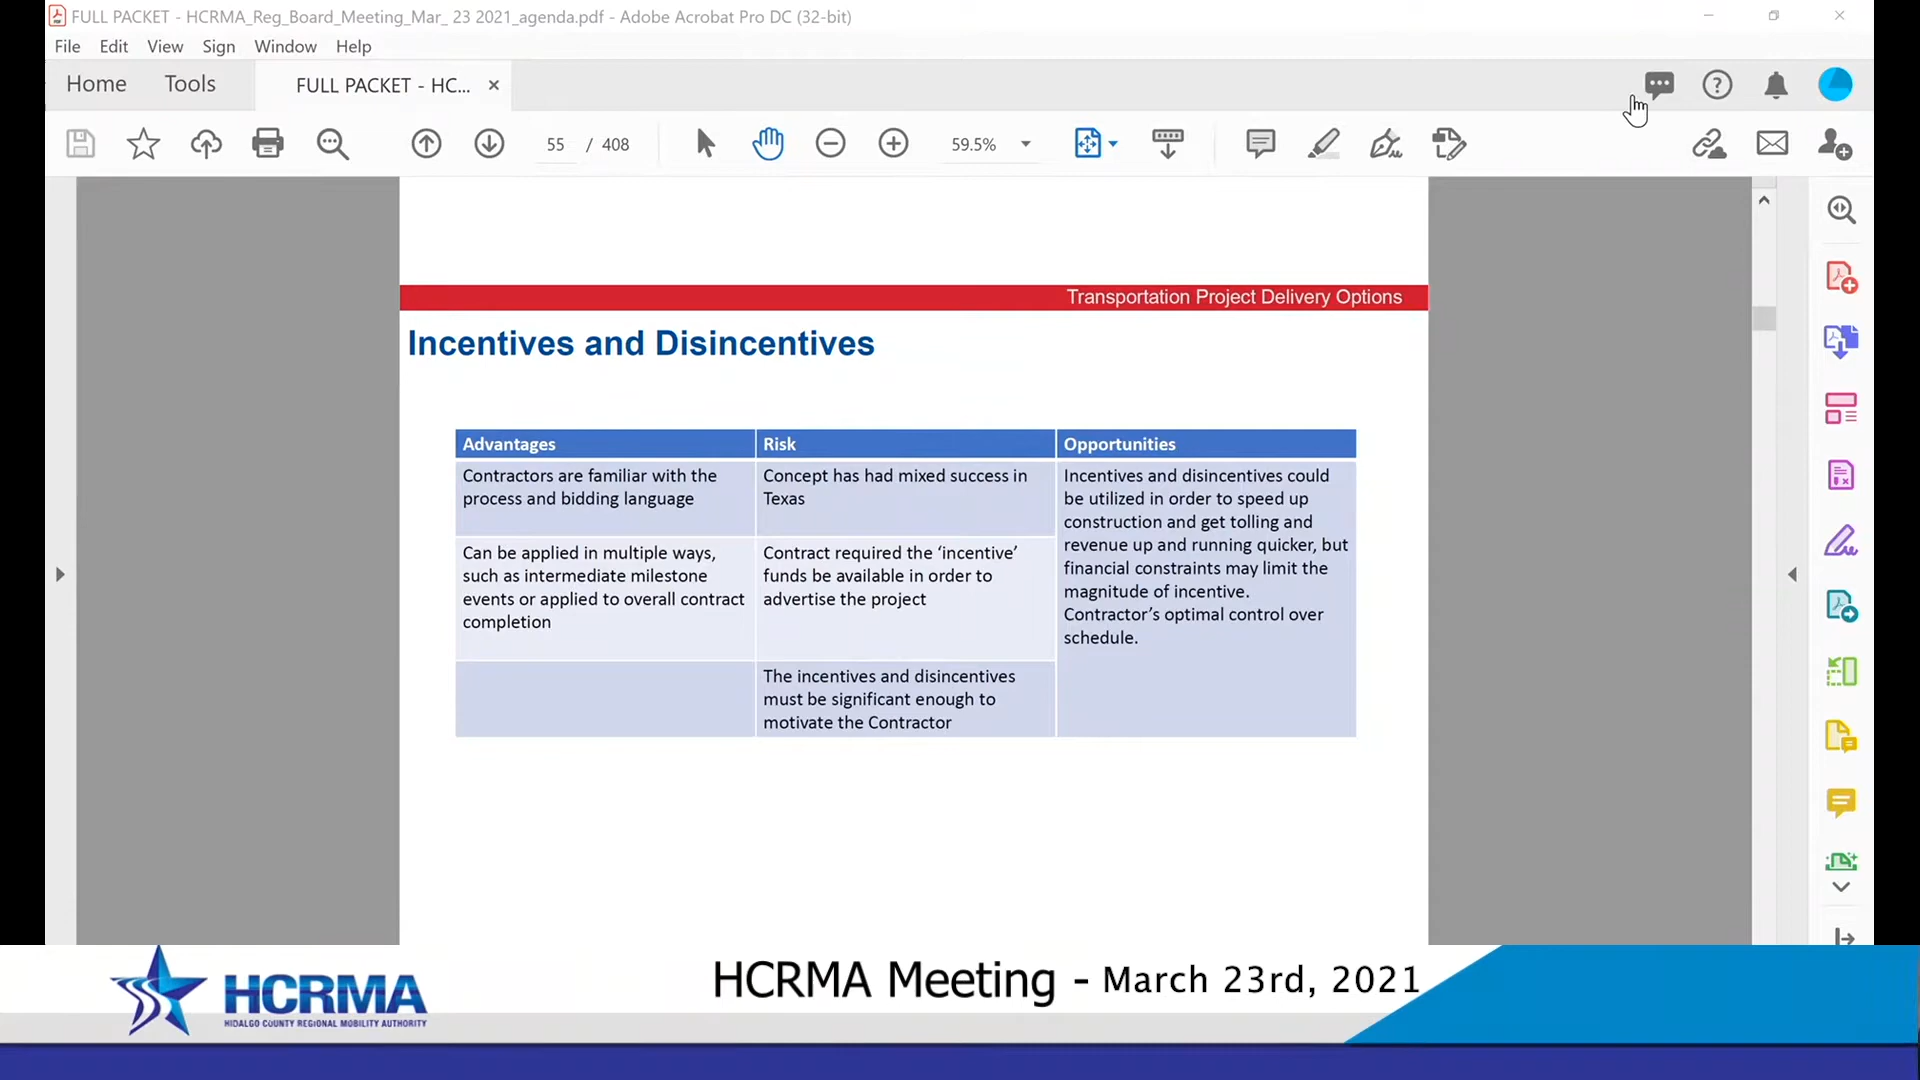 FULL PACKET - HCRMA_Reg_Board_Meeting_Mar_ 23 2021_agenda.pdf - Adobe Acrobat Pro DC (32-bit)
File Edit View Sign Window Help
Home Tools FULL PACKET - HC...
55 / 408 59.5%
Transportation Project Delivery Options
Incentives and Disincentives
Advantages
Contractors are familiar with the
process and bidding language
Can be applied in multiple ways,
such as intermediate milestone
events or applied to overall contract
completion
Risk
Concept has had mixed success in
Texas
Contract required the ‘incentive’
funds be available in order to
advertise the project
The incentives and disincentives
must be significant enough to
motivate the Contractor
Opportunities
Incentives and disincentives could
be utilized in order to speed up
construction and get tolling and
revenue up and running quicker, but
financial constraints may limit the
magnitude of incentive.
Contractor’s optimal control over
schedule.
HCRMA
HIDALGO COUNTY REGIONAL MOBILITY AUTHORITY
HCRMA Meeting - March 23rd, 2021